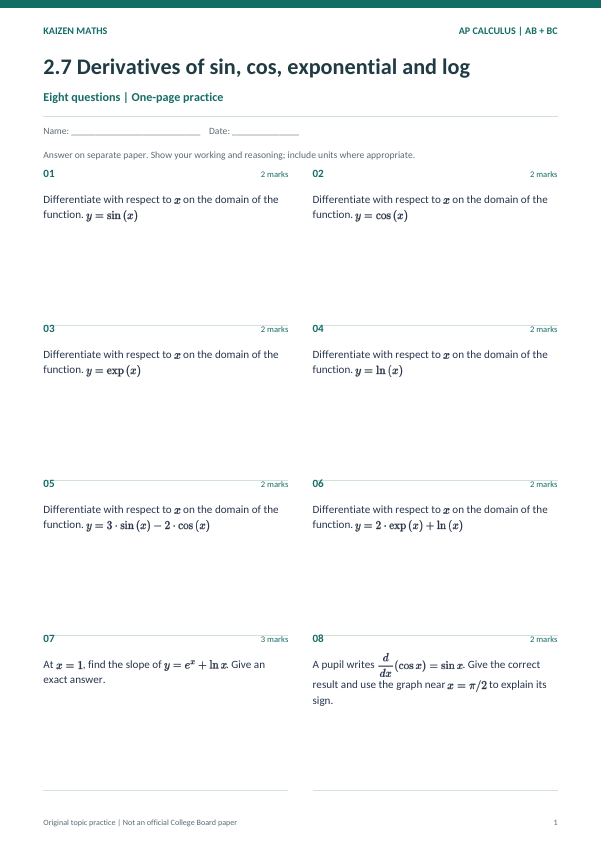 KAIZEN MATHS
AP CALCULUS | AB + BC
2.7 Derivatives of sin, cos, exponential and log
Eight questions | One-page practice
Name: ______________________________ Date: ______________
Answer on separate paper. Show your working and reasoning; include units where appropriate.
01 2 marks
Differentiate with respect to x on the domain of the
function. y = sin (x)
02 2 marks
Differentiate with respect to x on the domain of the
function. y = cos (x)
03 2 marks
Differentiate with respect to x on the domain of the
function. y = exp (x)
04 2 marks
Differentiate with respect to x on the domain of the
function. y = ln (x)
05 2 marks
Differentiate with respect to x on the domain of the
function. y = 3 · sin (x) − 2 · cos (x)
06 2 marks
Differentiate with respect to x on the domain of the
function. y = 2 · exp (x) + ln (x)
07 3 marks
At x = 1, find the slope of y = eˣ + ln x. Give an
exact answer.
08 2 marks
A pupil writes d/dx (cos x) = sin x. Give the correct
result and use the graph near x = π/2 to explain its
sign.
Original topic practice | Not an official College Board paper
1